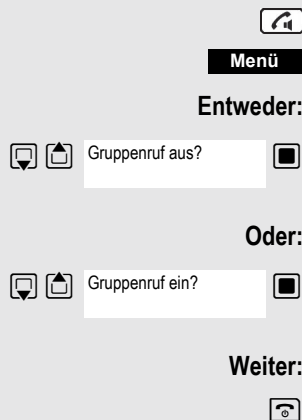 Menü
Entweder:
Gruppenruf aus?
Oder:
Gruppenruf ein?
Weiter: